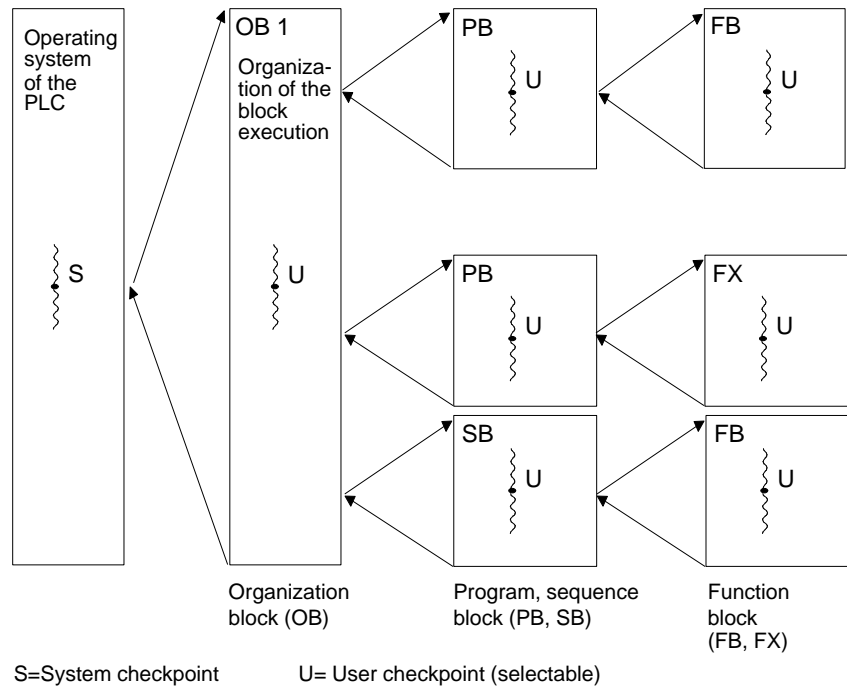 Operating
system
of the
PLC
S
OB 1
Organiza-
tion of the
block
execution
U
PB
U
FB
U
PB
U
FX
U
SB
U
FB
U
Organization
block (OB)
Program, sequence
block (PB, SB)
Function
block
(FB, FX)
S=System checkpoint
U= User checkpoint (selectable)